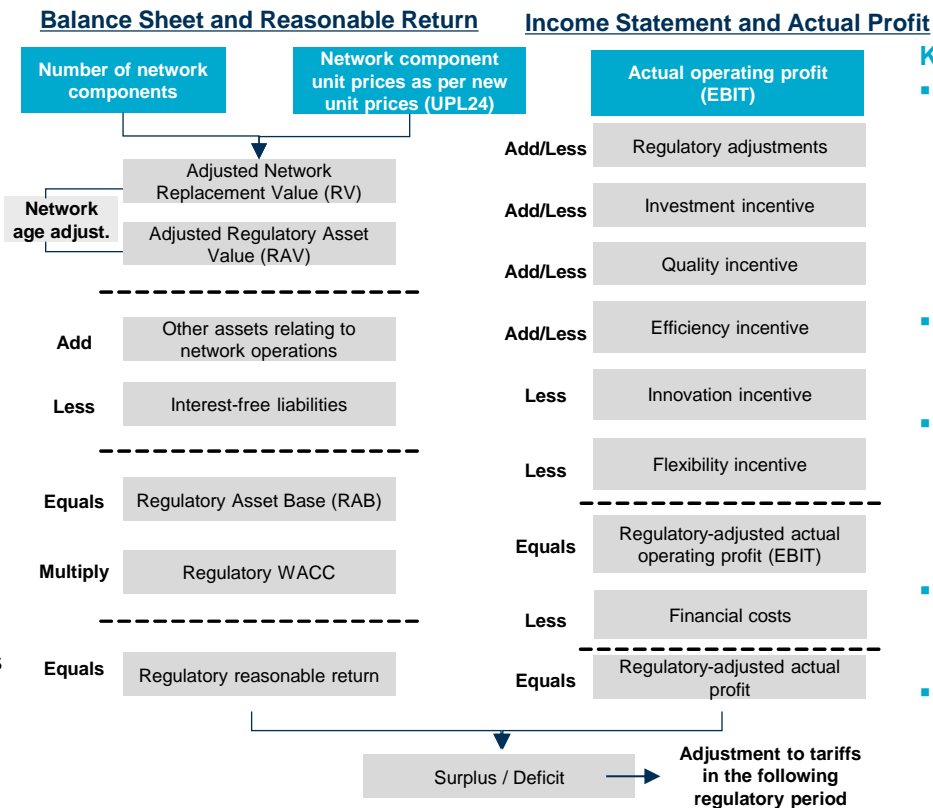 Balance Sheet and Reasonable Return
Number of network
components
Network component
unit prices as per new
unit prices (UPL24)
Adjusted Network
Replacement Value (RV)
Network
age adjust.
Adjusted Regulatory Asset
Value (RAV)
Add
Other assets relating to
network operations
Less
Interest-free liabilities
Equals
Regulatory Asset Base (RAB)
Multiply
Regulatory WACC
s
Equals
Regulatory reasonable return
Income Statement and Actual Profit
K
Actual operating profit
(EBIT)
Add/Less
Regulatory adjustments
Add/Less
Investment incentive
Add/Less
Quality incentive
Add/Less
Efficiency incentive
Less
Innovation incentive
Less
Flexibility incentive
Equals
Regulatory-adjusted actual
operating profit (EBIT)
Less
Financial costs
Equals
Regulatory-adjusted actual
profit
Surplus / Deficit
Adjustment to tariffs
in the following
regulatory period